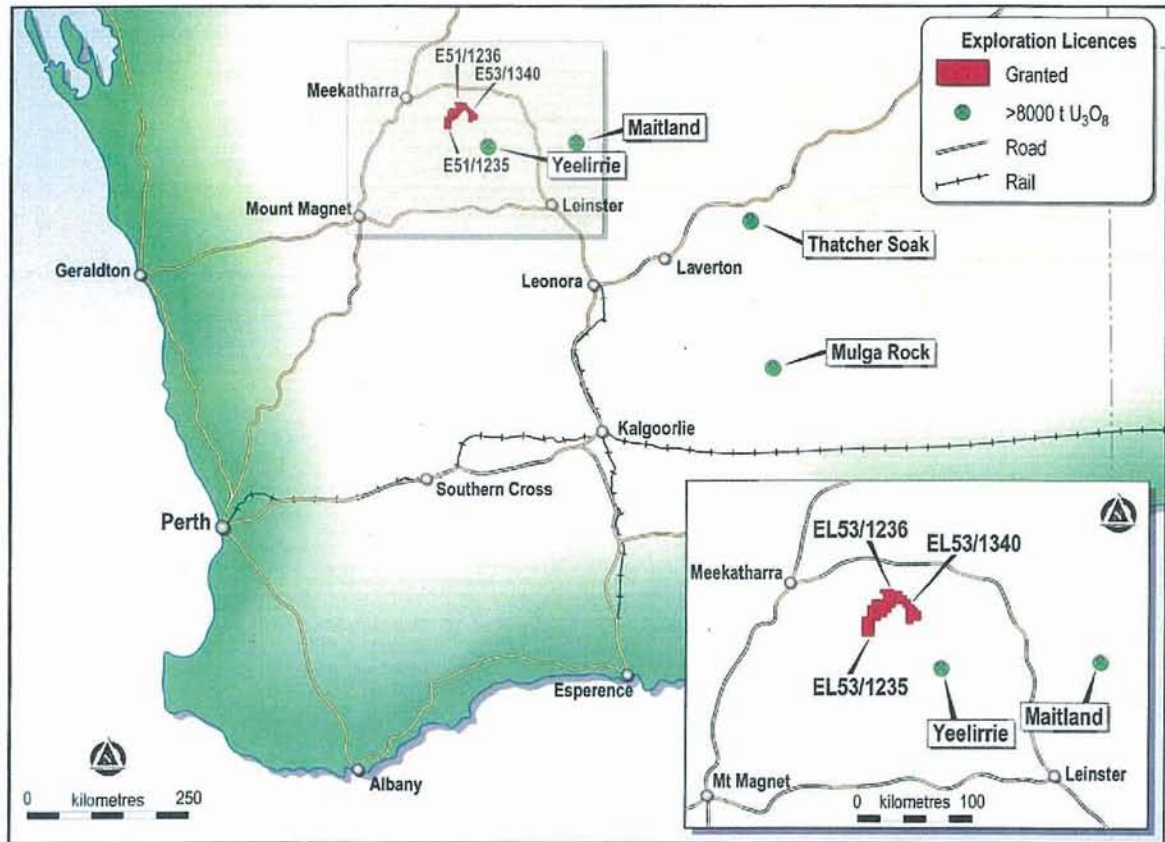 Exploration Licences
Granted
>8000 t U₃O₈
Road
Rail
E51/1236
E53/1340
Meekatharra
E51/1235
Maitland
Yeelirrie
Mount Magnet
Leinster
Thatcher Soak
Geraldton
Laverton
Leonora
Mulga Rock
Kalgoorlie
Southern Cross
Perth
Esperence
Albany
0 kilometres 250
EL53/1236
EL53/1340
Meekatharra
EL53/1235
Yeelirrie
Maitland
Mt Magnet
Leinster
0 kilometres 100